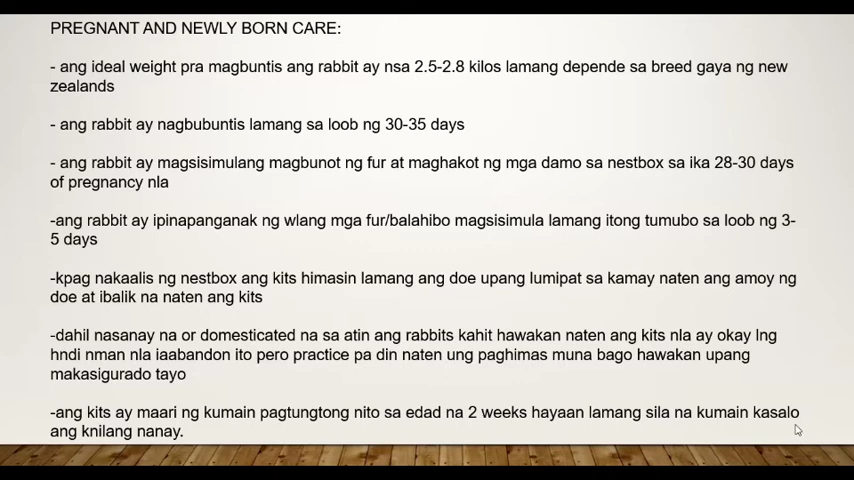 PREGNANT AND NEWLY BORN CARE:
- ang ideal weight pra magbuntis ang rabbit ay nsa 2.5-2.8 kilos lamang depende sa breed gaya ng new
zealands
- ang rabbit ay nagbubuntis lamang sa loob ng 30-35 days
- ang rabbit ay magsisimulang magbunot ng fur at maghakot ng mga damo sa nestbox sa ika 28-30 days
of pregnancy nla
-ang rabbit ay ipinapanganak ng wlang mga fur/balahibo magsisimula lamang itong tumubo sa loob ng 3-
5 days
-kpag nakaalis ng nestbox ang kits himasin lamang ang doe upang lumipat sa kamay naten ang amoy ng
doe at ibalik na naten ang kits
-dahil nasanay na or domesticated na sa atin ang rabbits kahit hawakan naten ang kits nla ay okay lng
hndi nman nla iaabandon ito pero practice pa din naten ung paghimas muna bago hawakan upang
makasigurado tayo
-ang kits ay maari ng kumain pagtungtong nito sa edad na 2 weeks hayaan lamang sila na kumain kasalo
ang knilang nanay.